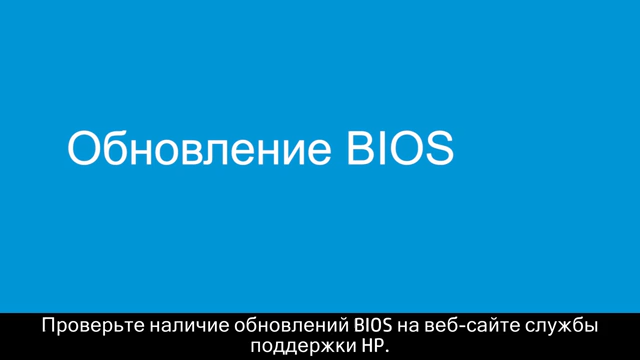 Обновление BIOS
Проверьте наличие обновлений BIOS на веб-сайте службы
поддержки HP.